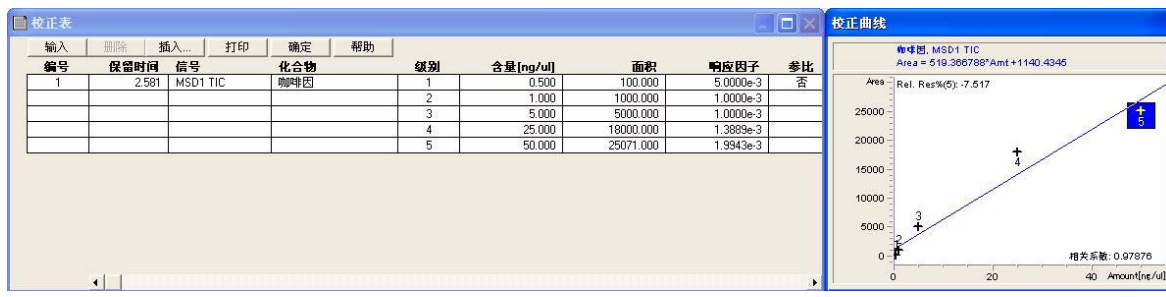 校正表
输入 删除 插入... 打印 确定 帮助
编号 保留时间 信号 化合物 级别 含量[ng/ul] 面积 响应因子 参比
1 2.581 MSD1 TIC 咖啡因 1 0.500 100.000 5.0000e-3 否
2 1.000 1000.000 1.0000e-3
3 5.000 5000.000 1.0000e-3
4 25.000 18000.000 1.3889e-3
5 50.000 25071.000 1.9943e-3
校正曲线
咖啡因, MSD1 TIC
Area = 519.366788*Amt +1140.4345
Area
Rel. Res%(5): -7.517
25000
5
20000
4
15000
10000
3
5000
2
0
相关系数: 0.97876
0 20 40 Amount[ng/ul]